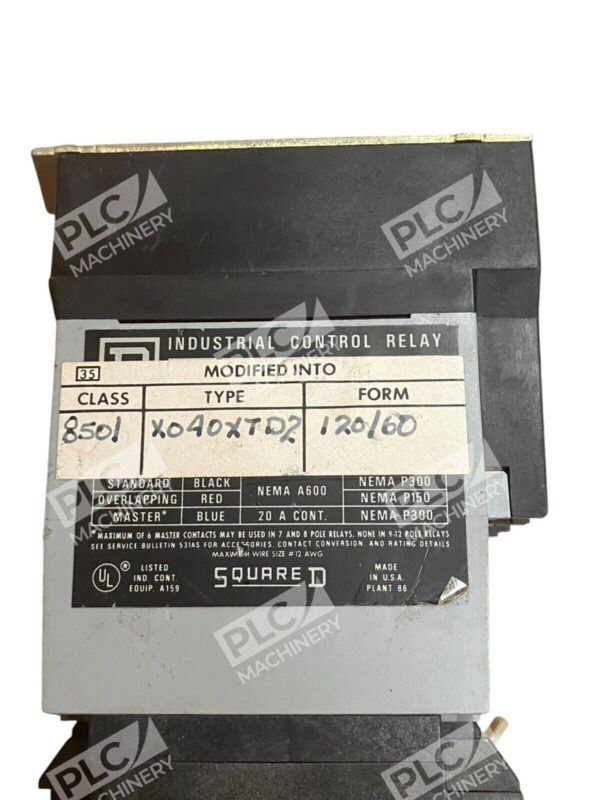 PLC
MACHINERY
PLC
MACHINERY
INDUSTRIAL CONTROL RELAY
35 MODIFIED INTO
CLASS TYPE FORM
8501 XO40XTD2 120/60
STANDARD BLACK NEMA A600 NEMA P300
OVERLAPPING RED NEMA P150
MASTER* BLUE 20 A CONT. NEMA P300
MAXIMUM OF 6 MASTER CONTACTS MAY BE USED IN 7 AND 8 POLE RELAYS, NONE IN 9-12 POLE RELAYS
SEE SERVICE BULLETIN 531AS FOR ACCESSORIES, CONTACT CONVERSION, AND RATING DETAILS
MAXIMUM WIRE SIZE #12 AWG
UL ® LISTED
IND. CONT.
EQUIP. A159
SQUARE D
MADE
IN U.S.A.
PLANT 86
PLC
MACHINERY
PLC
MACHINERY
PLC
MACHINERY
PLC
MACHINERY